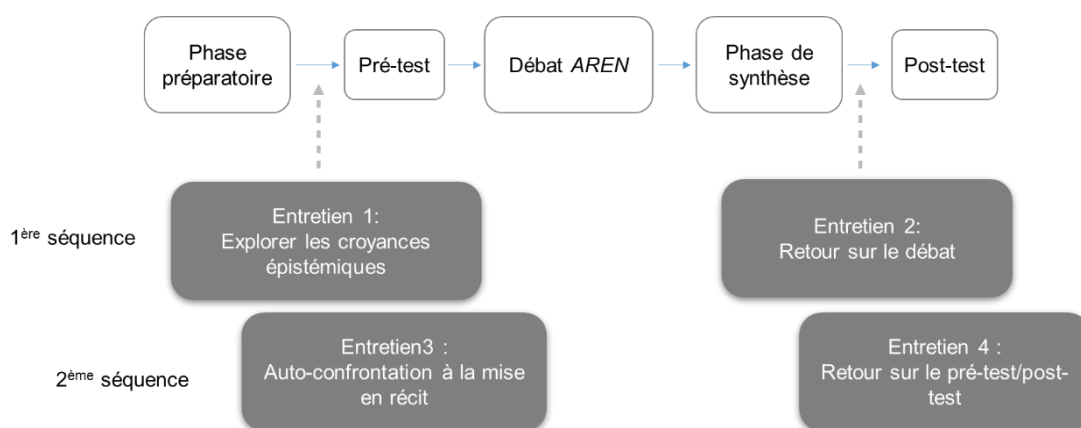 Phase
préparatoire
Pré-test
Débat AREN
Phase de
synthèse
Post-test
1ère séquence
Entretien 1:
Explorer les croyances
épistémiques
Entretien 2:
Retour sur le débat
2ème séquence
Entretien3 :
Auto-confrontation à la mise
en récit
Entretien 4 :
Retour sur le pré-test/post-
test